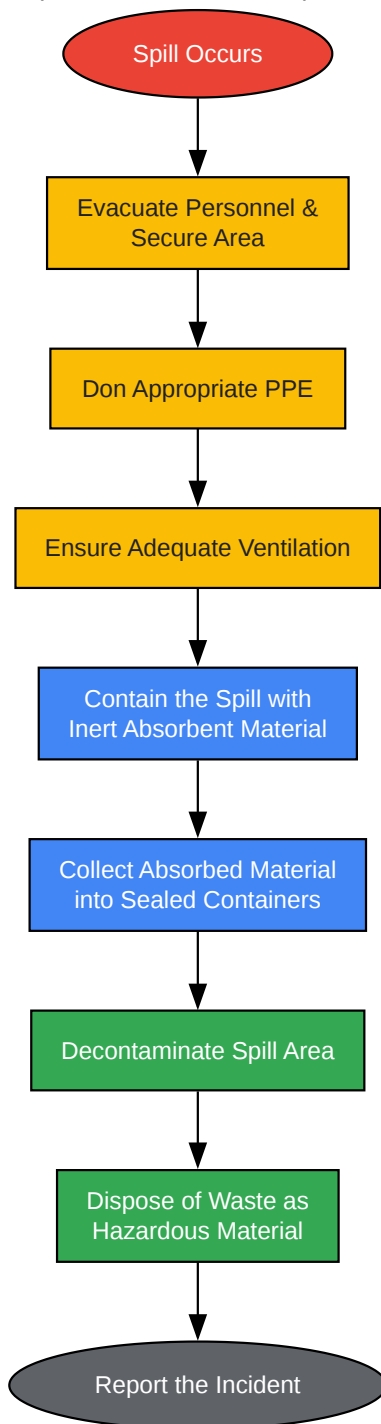 Spill Occurs
Evacuate Personnel &
Secure Area
Don Appropriate PPE
Ensure Adequate Ventilation
Contain the Spill with
Inert Absorbent Material
Collect Absorbed Material
into Sealed Containers
Decontaminate Spill Area
Dispose of Waste as
Hazardous Material
Report the Incident